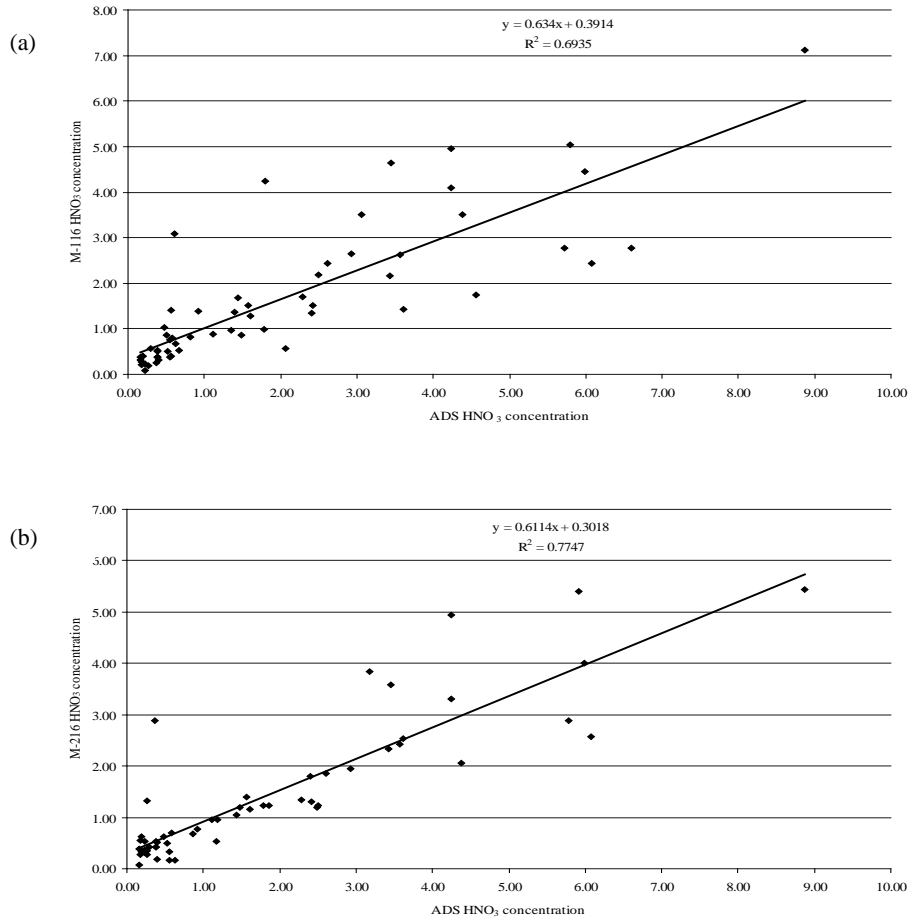 (a)
y = 0.634x + 0.3914
R² = 0.6935
8.00
7.00
6.00
5.00
4.00
3.00
2.00
1.00
0.00
M-116 HNO₃ concentration
0.00 1.00 2.00 3.00 4.00 5.00 6.00 7.00 8.00 9.00 10.00
ADS HNO ₃ concentration
(b)
y = 0.6114x + 0.3018
R² = 0.7747
7.00
6.00
5.00
4.00
3.00
2.00
1.00
0.00
M-216 HNO₃ concentration
0.00 1.00 2.00 3.00 4.00 5.00 6.00 7.00 8.00 9.00 10.00
ADS HNO₃ concentration